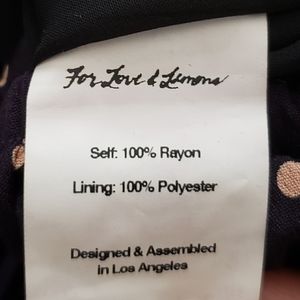 For Love & Lemons
Self: 100% Rayon
Lining: 100% Polyester
Designed & Assembled
in Los Angeles